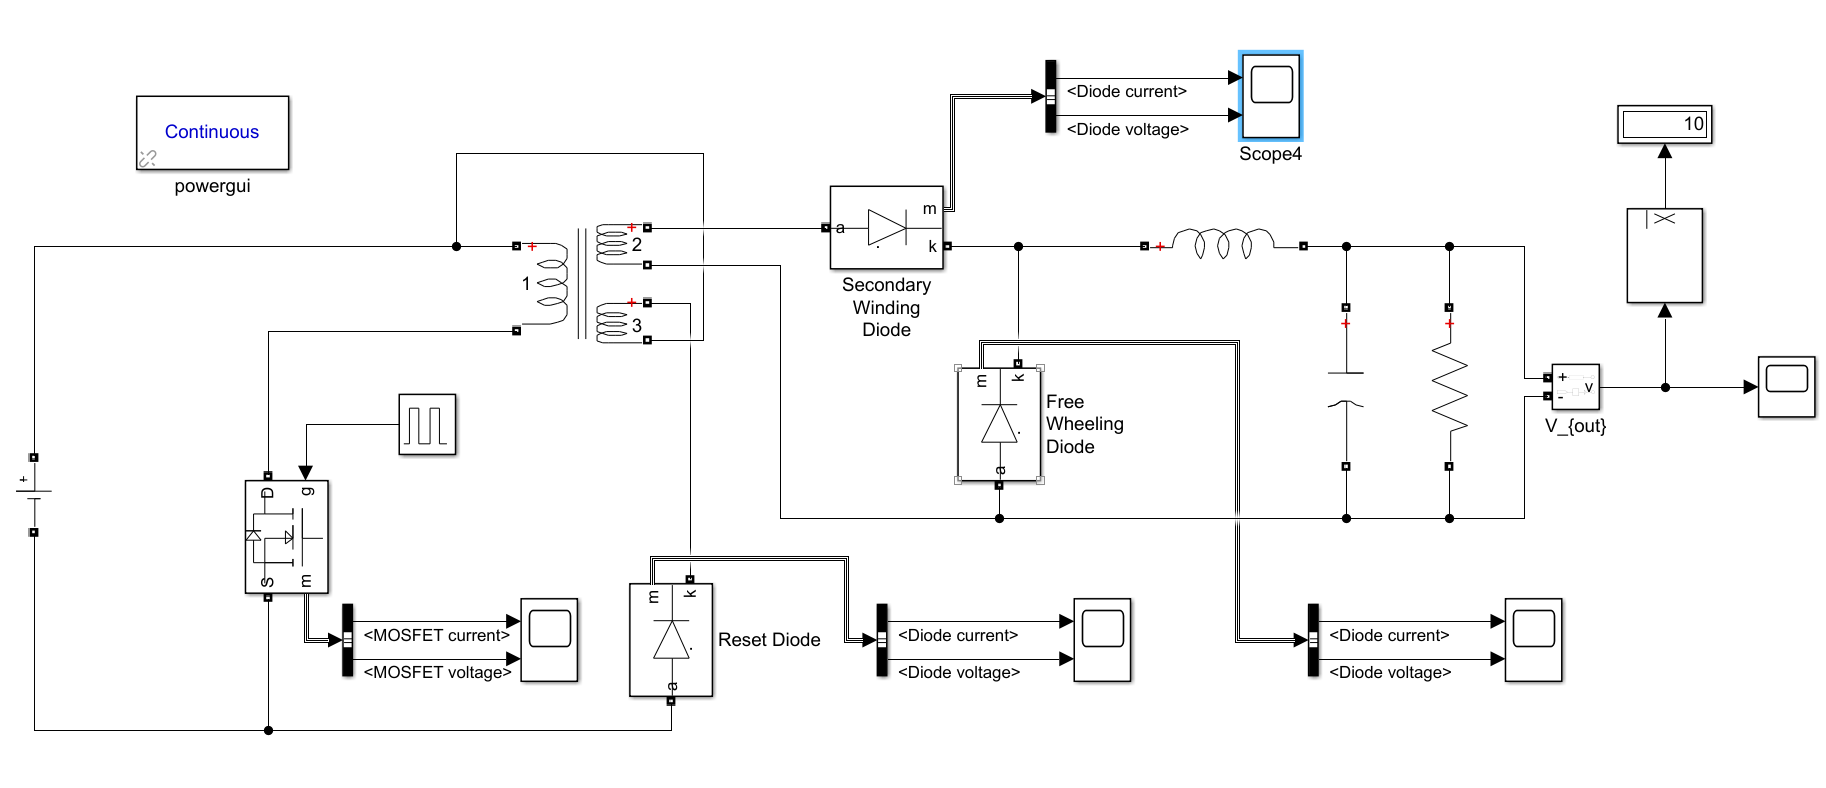 Continuous
powergui
<Diode current>
<Diode voltage>
Scope4
10
+
1
+
2
+
3
a
m
k
Secondary
Winding
Diode
+
+
+
m
k
a
Free
Wheeling
Diode
+
-
v
V_{out}
+
D
g
S
m
<MOSFET current>
<MOSFET voltage>
m
k
a
Reset Diode
<Diode current>
<Diode voltage>
<Diode current>
<Diode voltage>